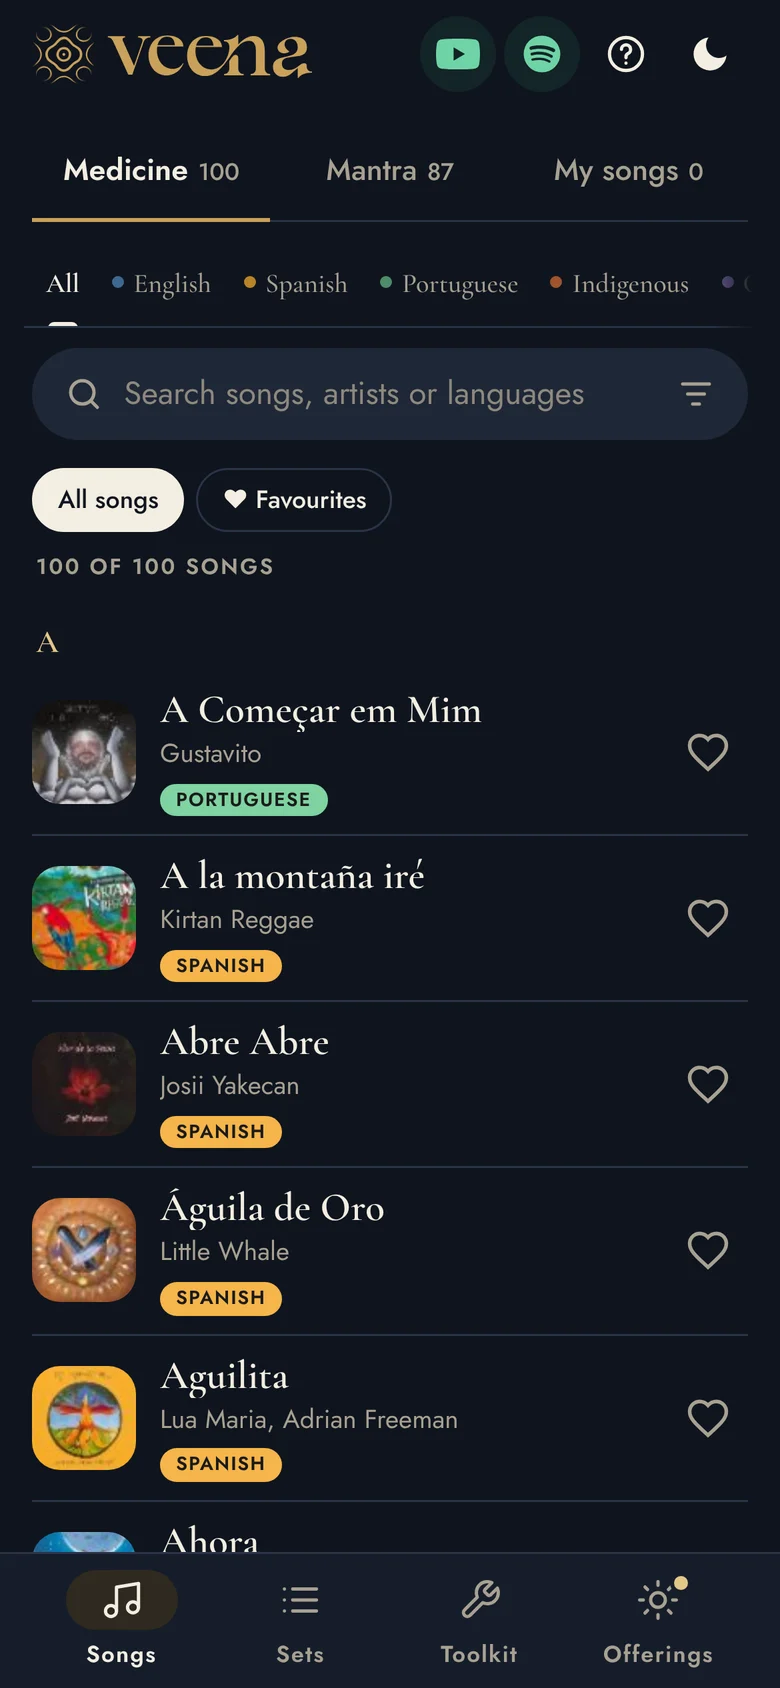 veena
Medicine 100 Mantra 87 My songs 0
All English Spanish Portuguese Indigenous
Search songs, artists or languages
All songs Favourites
100 OF 100 SONGS
A
A Começar em Mim
Gustavito
PORTUGUESE
KIRTAN
REGGAE
A la montaña iré
Kirtan Reggae
SPANISH
Abre Abre
Josii Yakecan
SPANISH
Águila de Oro
Little Whale
SPANISH
Aguilita
Lua Maria, Adrian Freeman
SPANISH
Ahora
Songs Sets Toolkit Offerings